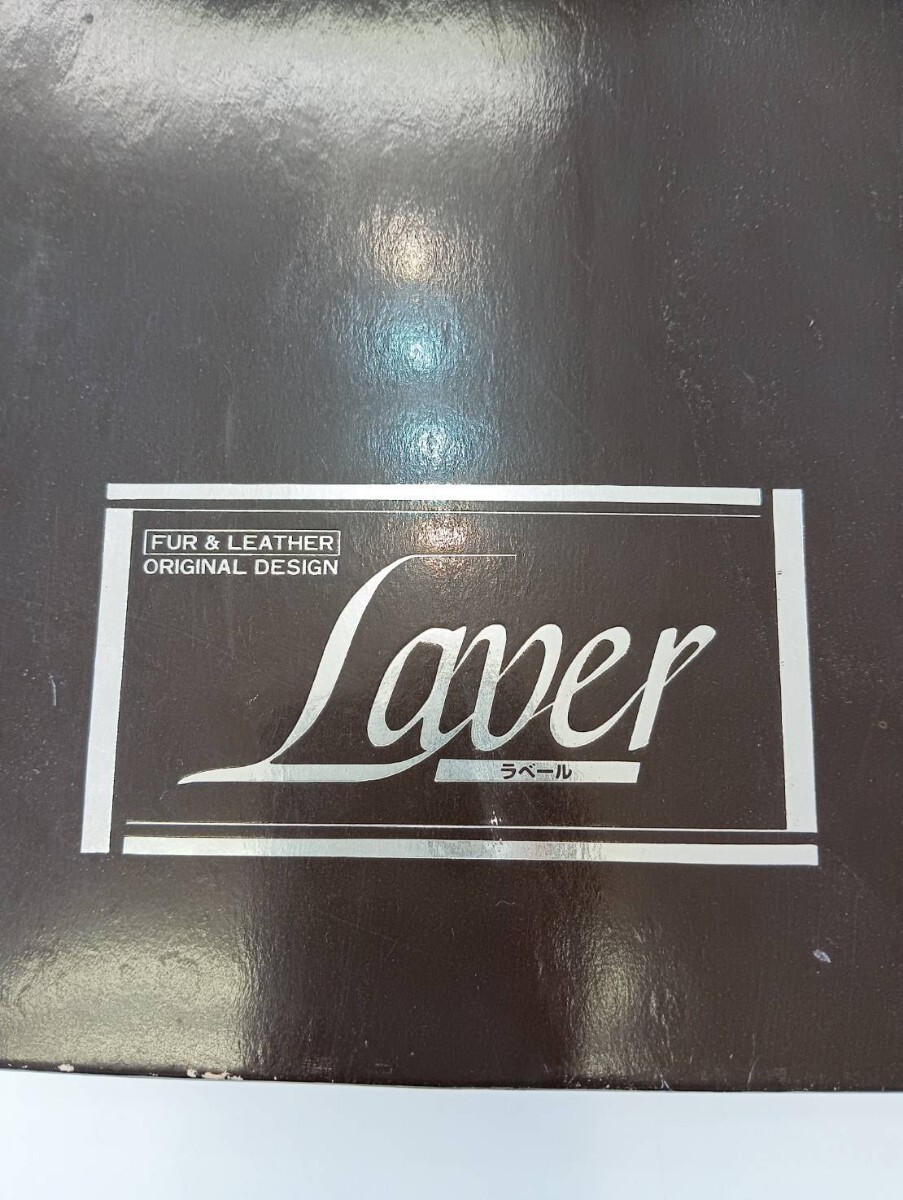 FUR & LEATHER
ORIGINAL DESIGN
Laver
ラベール